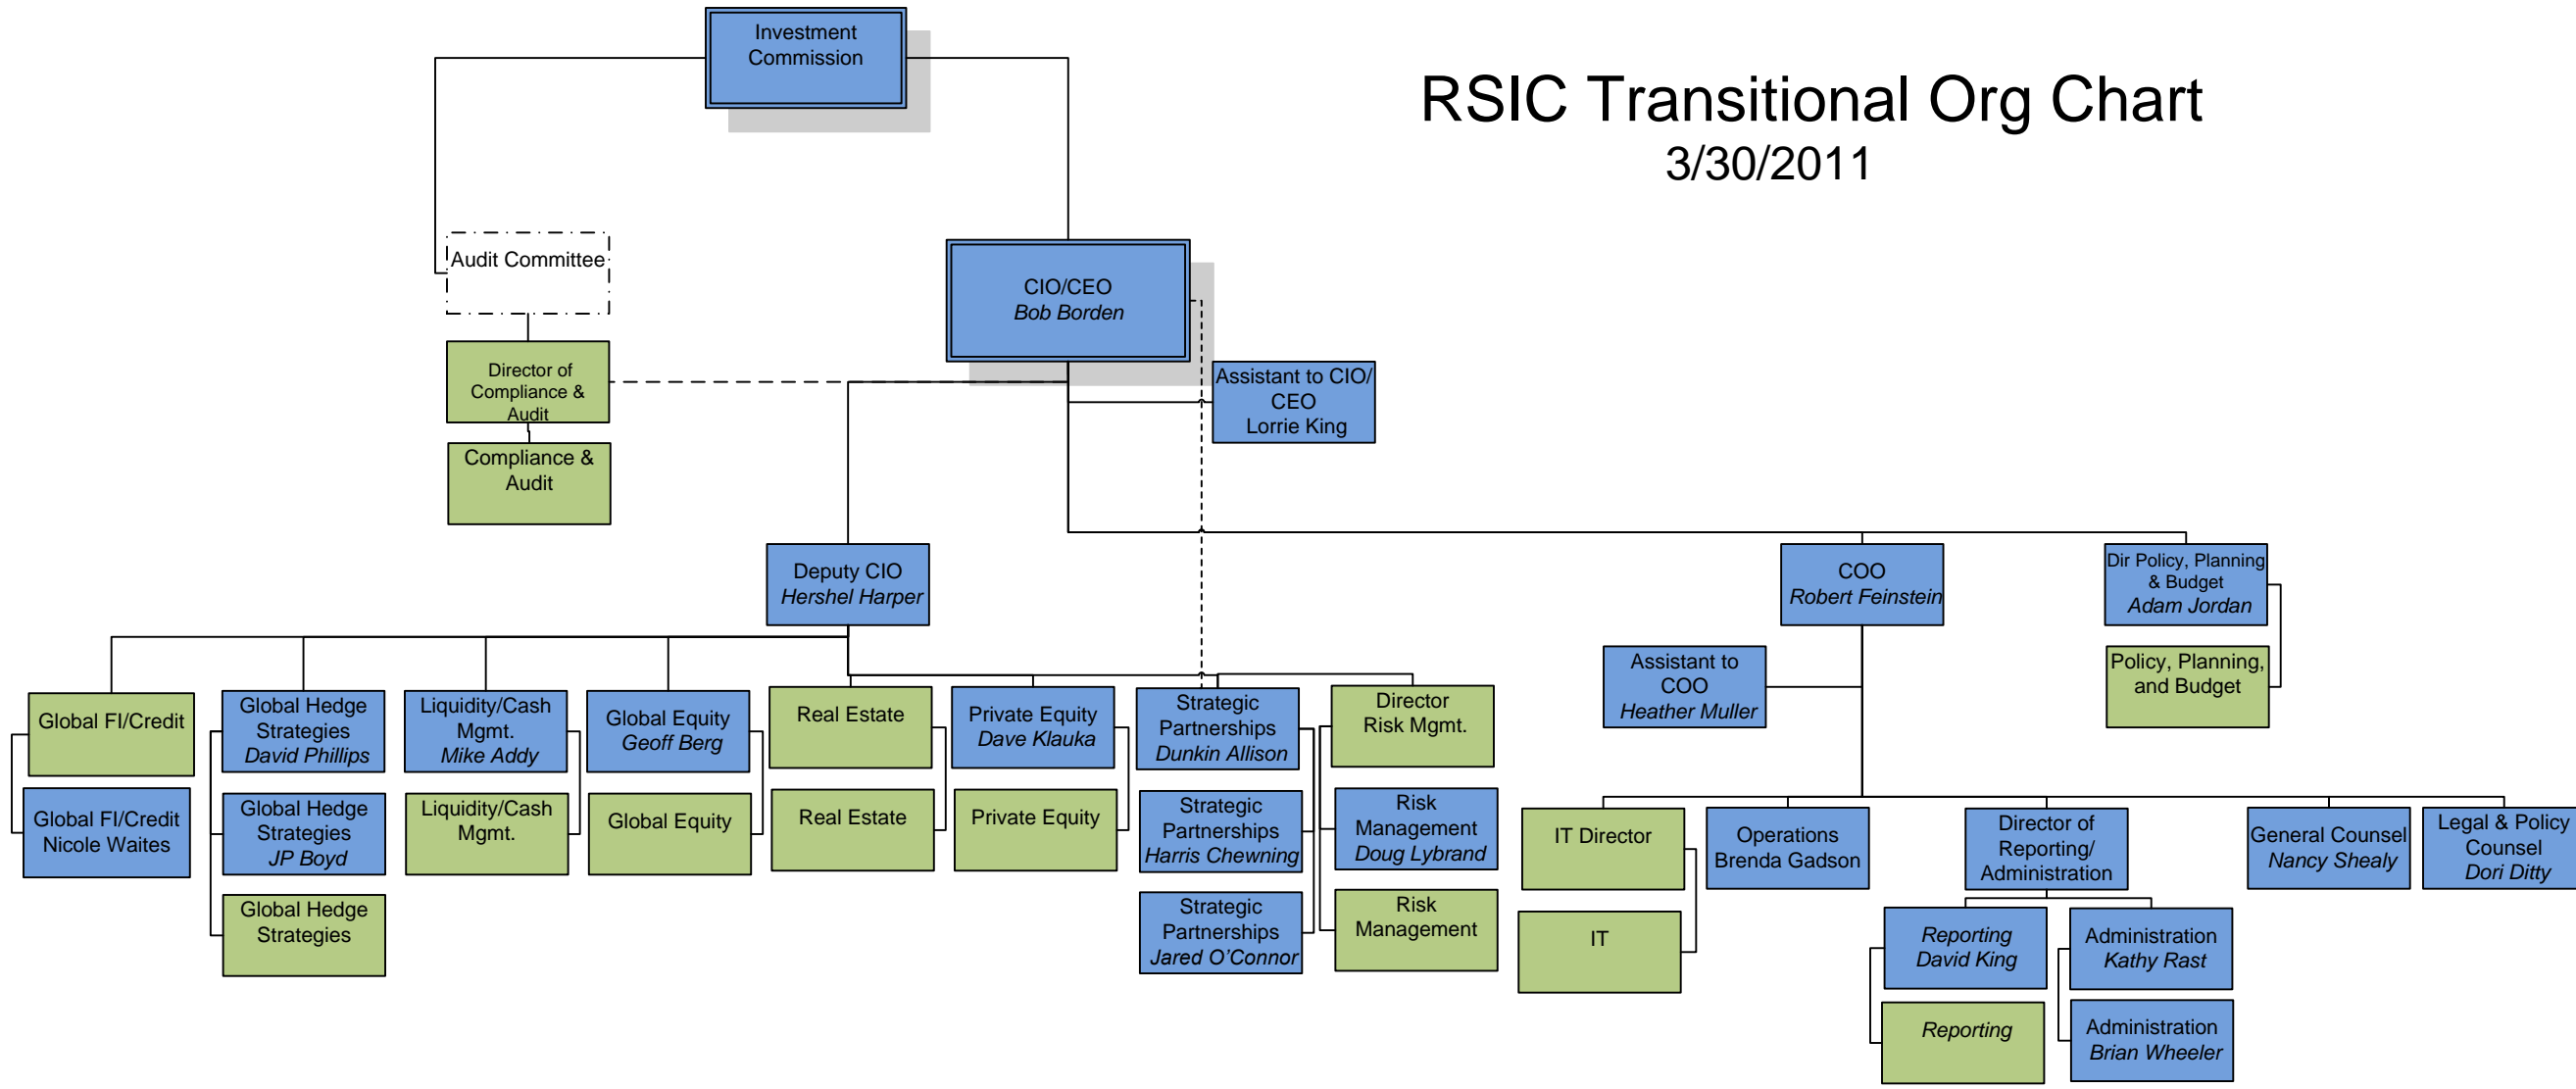 Investment
Commission
RSIC Transitional Org Chart
3/30/2011
Audit Committee
CIO/CEO
Bob Borden
Director of
Compliance &
Audit
Assistant to CIO/
CEO
Lorrie King
Compliance &
Audit
Deputy CIO
Hershel Harper
COO
Robert Feinstein
Dir Policy, Planning
& Budget
Adam Jordan
Assistant to
COO
Heather Muller
Policy, Planning,
and Budget
Global FI/Credit
Global Hedge
Strategies
David Phillips
Liquidity/Cash
Mgmt.
Mike Addy
Global Equity
Geoff Berg
Real Estate
Private Equity
Dave Klauka
Strategic
Partnerships
Dunkin Allison
Director
Risk Mgmt.
Global FI/Credit
Nicole Waites
Global Hedge
Strategies
JP Boyd
Liquidity/Cash
Mgmt.
Global Equity
Real Estate
Private Equity
Strategic
Partnerships
Harris Chewning
Risk
Management
Doug Lybrand
IT Director
Operations
Brenda Gadson
Director of
Reporting/
Administration
General Counsel
Nancy Shealy
Legal & Policy
Counsel
Dori Ditty
Global Hedge
Strategies
Strategic
Partnerships
Jared O'Connor
Risk
Management
IT
Reporting
David King
Administration
Kathy Rast
Reporting
Administration
Brian Wheeler